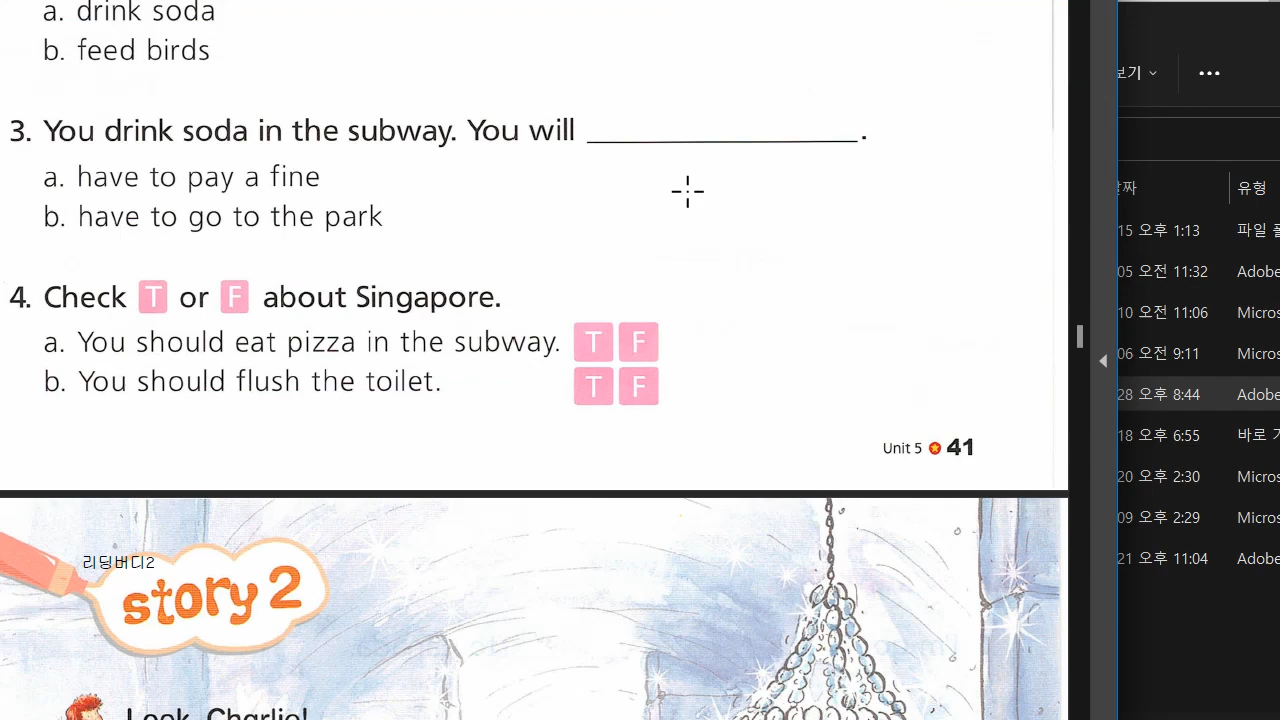 a. drink soda
b. feed birds
3. You drink soda in the subway. You will ____________.
a. have to pay a fine
b. have to go to the park
4. Check T or F about Singapore.
a. You should eat pizza in the subway. T F
b. You should flush the toilet. T F
Unit 5 41
리딩버디2
story 2
Look, Charlie!
보기
유형
15 오후 1:13 파일
05 오전 11:32 Adobe
10 오전 11:06 Micros
06 오전 9:11 Micros
28 오후 8:44 Adobe
18 오후 6:55 바로
20 오후 2:30 Micros
09 오후 2:29 Micros
21 오후 11:04 Adobe